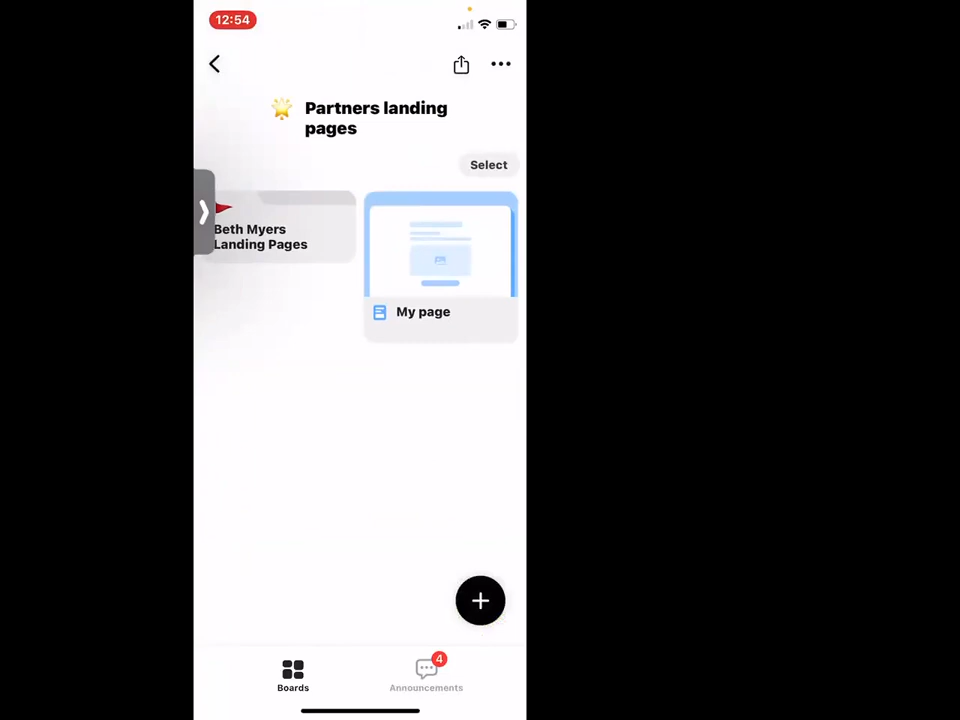 12:54
Partners landing
pages
Select
Beth Myers
Landing Pages
My page
4
Boards
Announcements